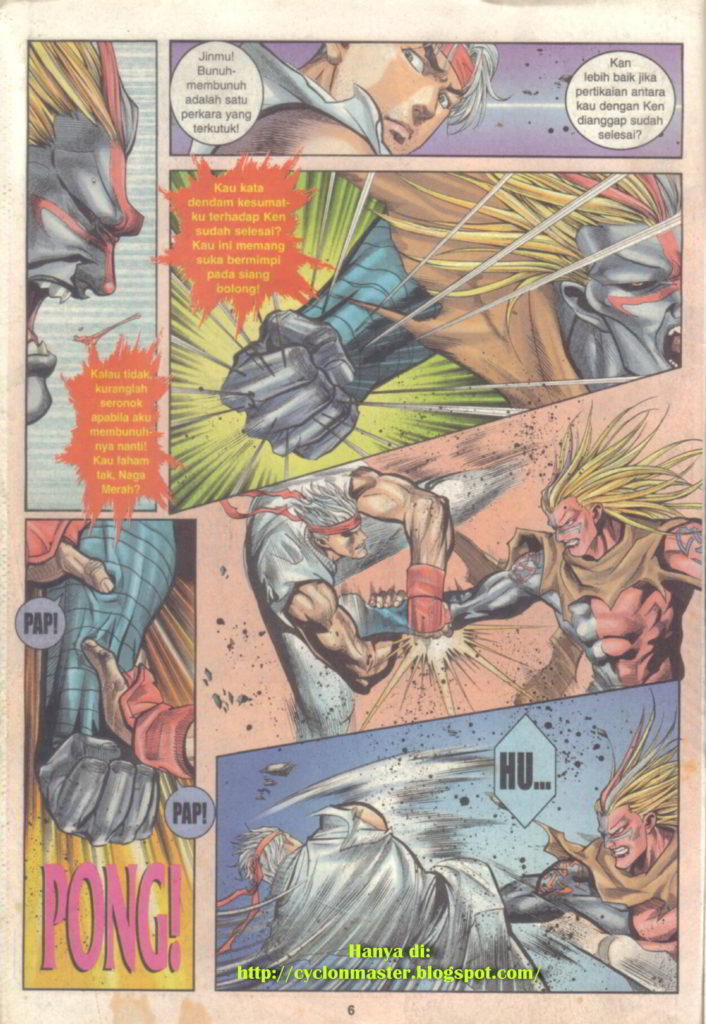 Jinmu!
Bunuh-
membunuh
adalah satu
perkara yang
terkutuk!
Kan
lebih baik jika
pertikaian antara
kau dengan Ken
dianggap sudah
selesai?
Kau kata
dendam kesumat-
ku terhadap Ken
sudah selesai?
Kau ini memang
suka bermimpi
pada siang
bolong!
Kalau tidak,
kuranglah
seronok
apabila aku
membunuh-
nya nanti!
Kau faham
tak, Naga
Merah?
PAP!
PAP!
PONG!
HU...
Hanya di:
http://cyclonmaster.blogspot.com/
6